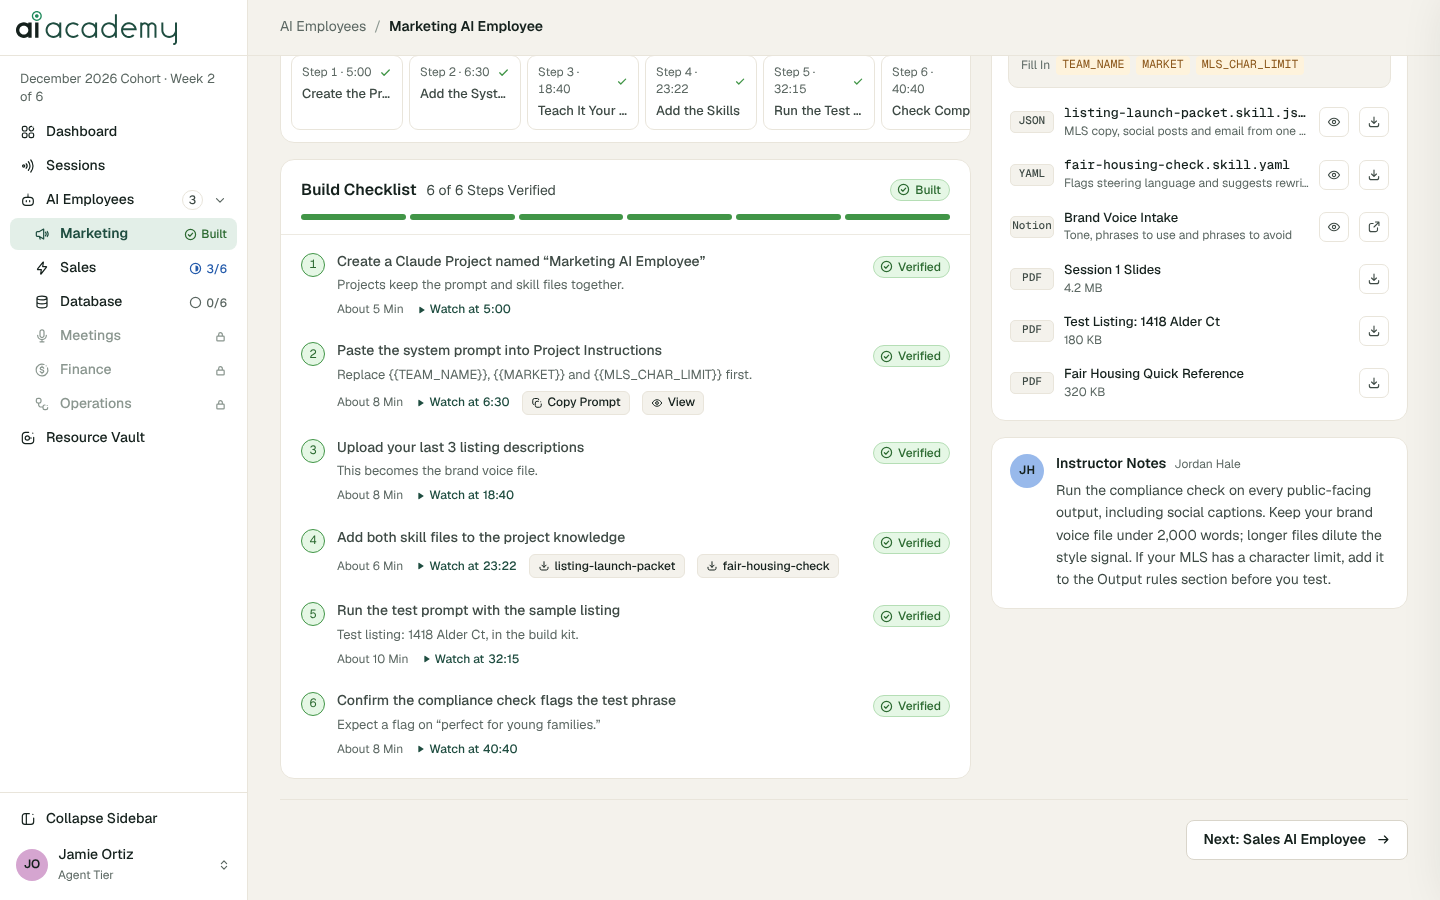 ai academy
December 2026 Cohort · Week 2
of 6
Dashboard
Sessions
AI Employees 3
Marketing Built
Sales 3/6
Database 0/6
Meetings
Finance
Operations
Resource Vault
Collapse Sidebar
JO
Jamie Ortiz
Agent Tier
AI Employees / Marketing AI Employee
Step 1 · 5:00
Create the Pr...
Step 2 · 6:30
Add the Syst...
Step 3 ·
18:40
Teach It Your ...
Step 4 ·
23:22
Add the Skills
Step 5 ·
32:15
Run the Test ...
Step 6 ·
40:40
Check Comp
Build Checklist 6 of 6 Steps Verified Built
1 Create a Claude Project named “Marketing AI Employee” Verified
Projects keep the prompt and skill files together.
About 5 Min Watch at 5:00
2 Paste the system prompt into Project Instructions Verified
Replace {{TEAM_NAME}}, {{MARKET}} and {{MLS_CHAR_LIMIT}} first.
About 8 Min Watch at 6:30 Copy Prompt View
3 Upload your last 3 listing descriptions Verified
This becomes the brand voice file.
About 8 Min Watch at 18:40
4 Add both skill files to the project knowledge Verified
About 6 Min Watch at 23:22 listing-launch-packet fair-housing-check
5 Run the test prompt with the sample listing Verified
Test listing: 1418 Alder Ct, in the build kit.
About 10 Min Watch at 32:15
6 Confirm the compliance check flags the test phrase Verified
Expect a flag on “perfect for young families.”
About 8 Min Watch at 40:40
Fill In TEAM_NAME MARKET MLS_CHAR_LIMIT
JSON listing-launch-packet.skill.js...
MLS copy, social posts and email from one ...
YAML fair-housing-check.skill.yaml
Flags steering language and suggests rewri...
Notion Brand Voice Intake
Tone, phrases to use and phrases to avoid
PDF Session 1 Slides
4.2 MB
PDF Test Listing: 1418 Alder Ct
180 KB
PDF Fair Housing Quick Reference
320 KB
JH Instructor Notes Jordan Hale
Run the compliance check on every public-facing
output, including social captions. Keep your brand
voice file under 2,000 words; longer files dilute the
style signal. If your MLS has a character limit, add it
to the Output rules section before you test.
Next: Sales AI Employee